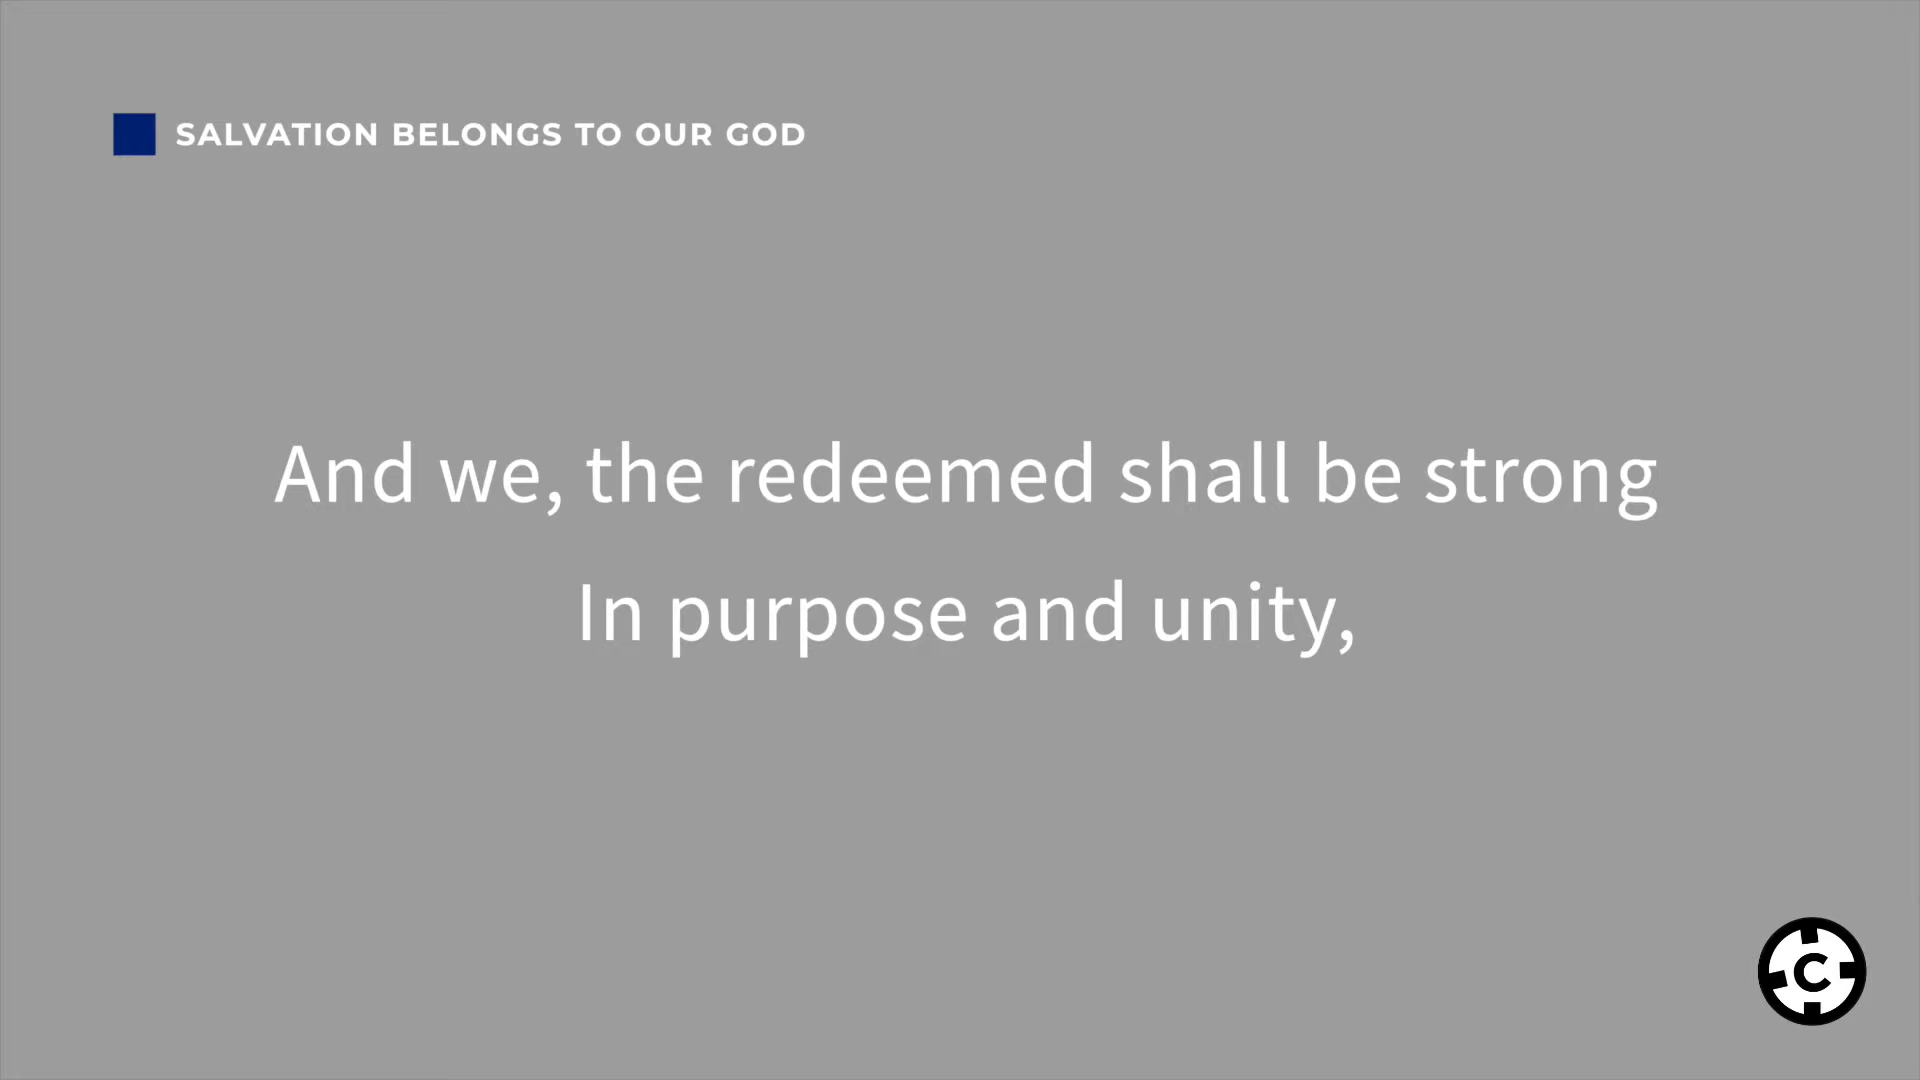 SALVATION BELONGS TO OUR GOD
And we, the redeemed shall be strong
In purpose and unity,
C